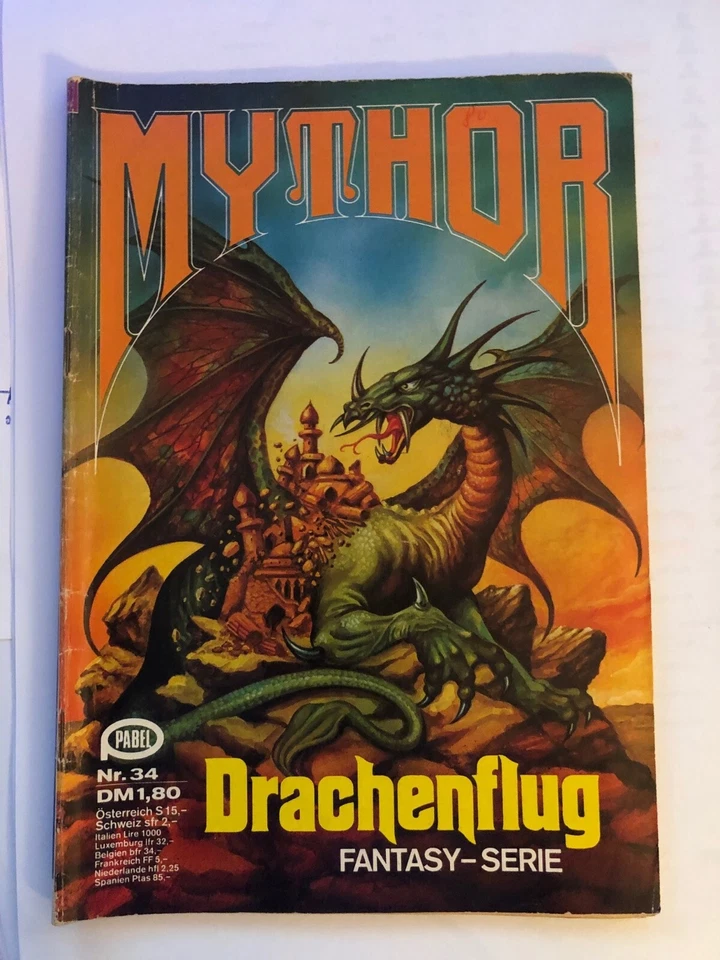 MYTHOR
PABEL
Nr. 34
DM 1,80
Österreich S 15,-
Schweiz sfr 2,-
Italien Lire 1000
Luxemburg lfr 32,-
Belgien bfr 34,-
Frankreich FF 5,-
Niederlande hfl 2,25
Spanien Ptas 85,-
Drachenflug
FANTASY–SERIE